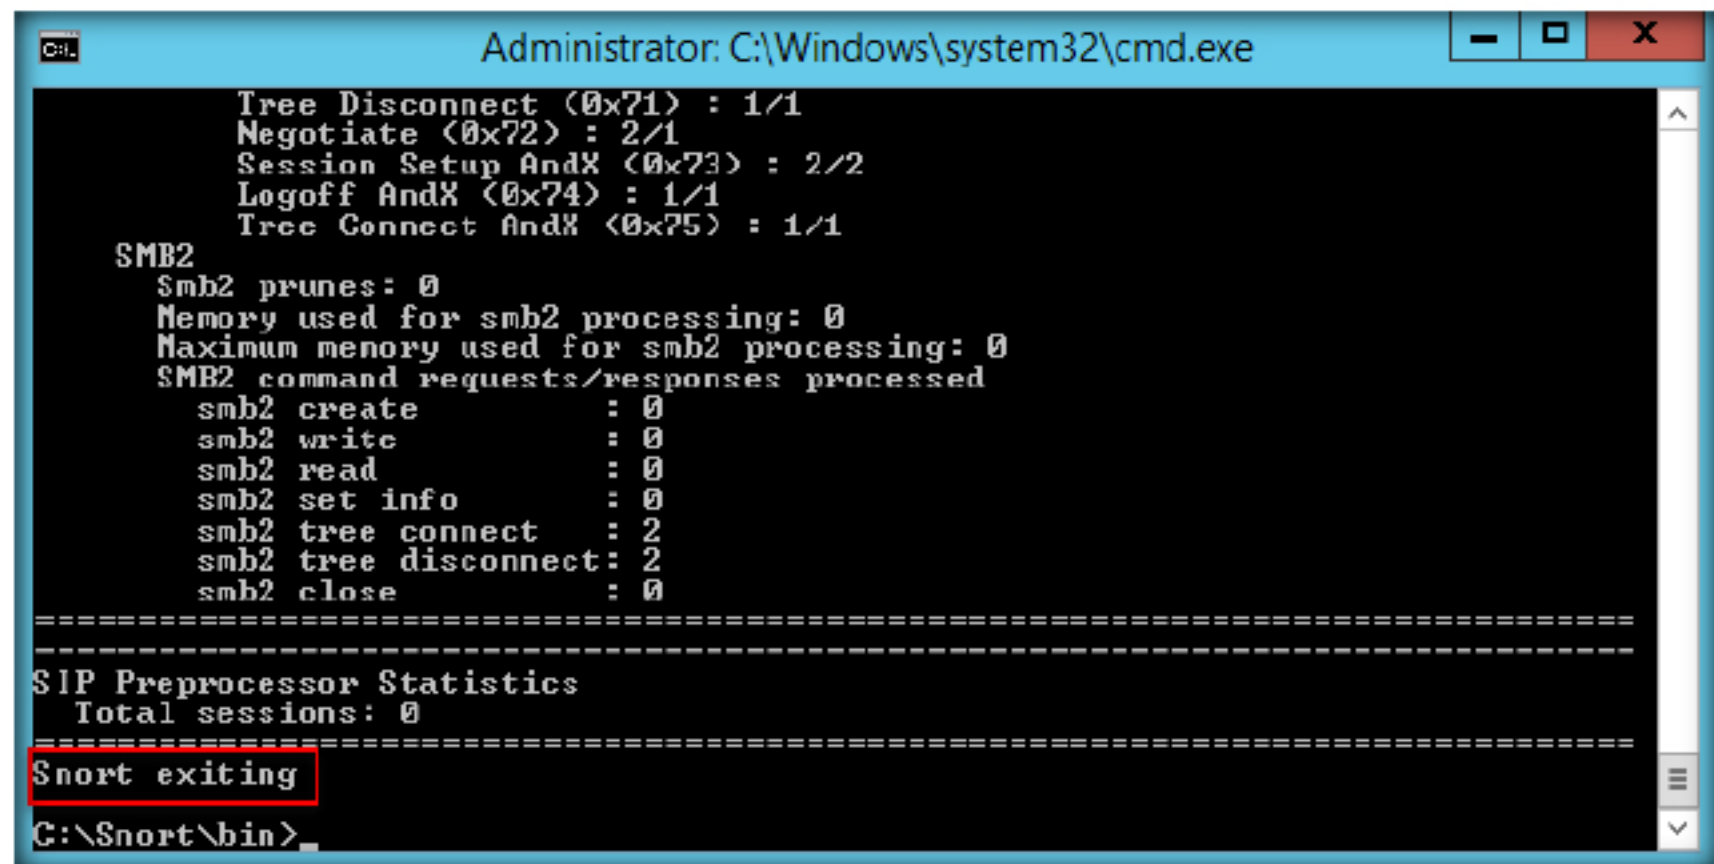 Administrator: C:\Windows\system32\cmd.exe
Tree Disconnect (0x71) : 1/1
Negotiate (0x72) : 2/1
Session Setup AndX (0x73) : 2/2
Logoff AndX (0x74) : 1/1
Tree Connect AndX (0x75) : 1/1
SMB2
Smb2 prunes: 0
Memory used for smb2 processing: 0
Maximum memory used for smb2 processing: 0
SMB2 command requests/responses processed
smb2 create : 0
smb2 write : 0
smb2 read : 0
smb2 set info : 0
smb2 tree connect : 2
smb2 tree disconnect: 2
smb2 close : 0
===============================================================================
===============================================================================
SIP Preprocessor Statistics
Total sessions: 0
===============================================================================
Snort exiting
C:\Snort\bin>_